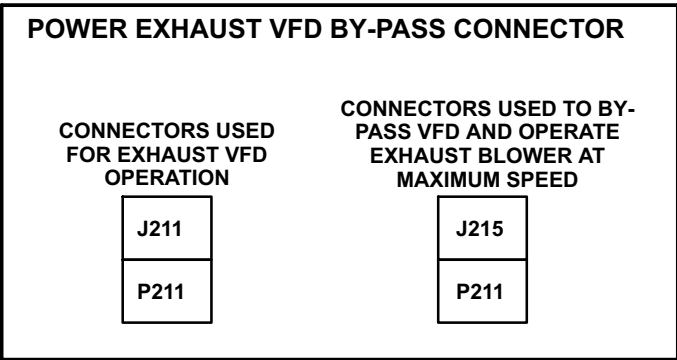 POWER EXHAUST VFD BY-PASS CONNECTOR
CONNECTORS USED
FOR EXHAUST VFD
OPERATION
J211
P211
CONNECTORS USED TO BY-
PASS VFD AND OPERATE
EXHAUST BLOWER AT
MAXIMUM SPEED
J215
P211